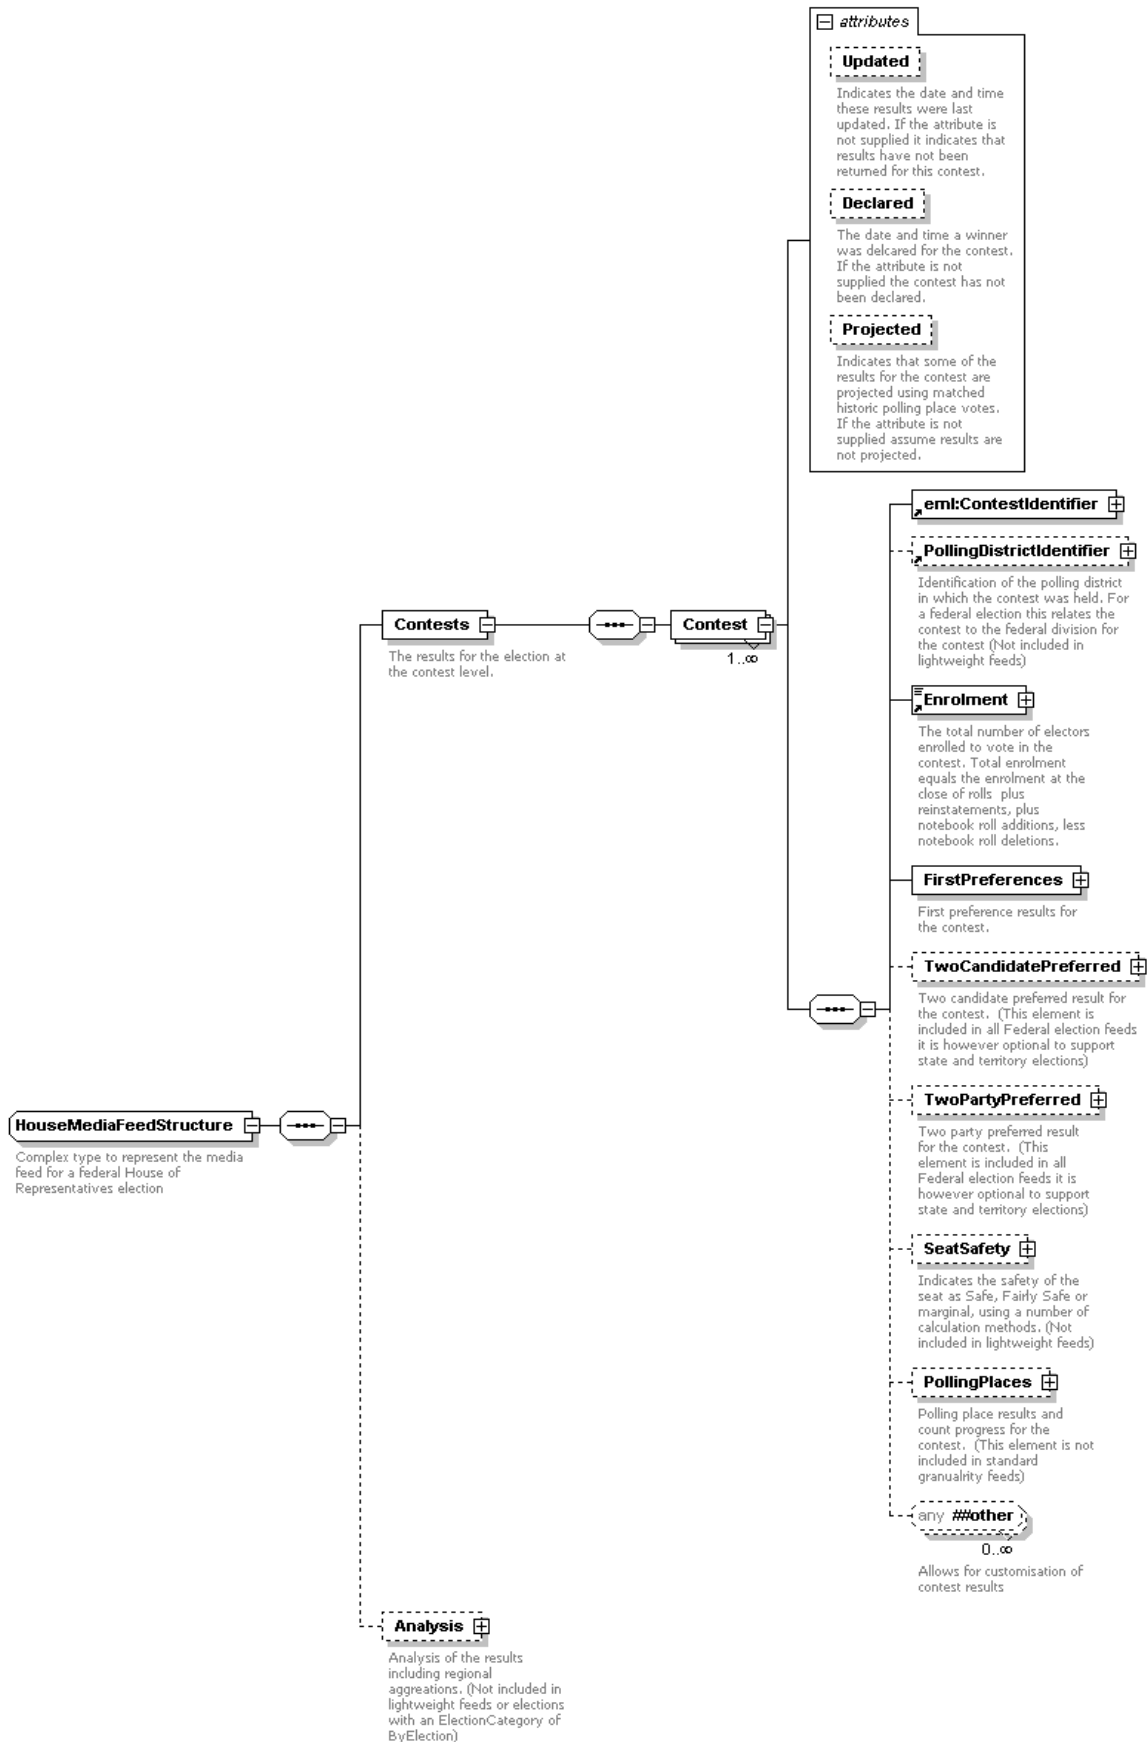 attributes
Updated
Indicates the date and time
these results were last
updated. If the attribute is
not supplied it indicates that
results have not been
returned for this contest.
Declared
The date and time a winner
was delcared for the contest.
If the attribute is not
supplied the contest has not
been declared.
Projected
Indicates that some of the
results for the contest are
projected using matched
historic polling place votes.
If the attribute is not
supplied assume results are
not projected.
eml:ContestIdentifier
PollingDistrictIdentifier
Identification of the polling district
in which the contest was held. For
a federal election this relates the
contest to the federal division for
the contest (Not included in
lightweight feeds)
Contests
The results for the election at
the contest level.
Contest
1..∞
Enrolment
The total number of electors
enrolled to vote in the
contest. Total enrolment
equals the enrolment at the
close of rolls  plus
reinstatements, plus
notebook roll additions, less
notebook roll deletions.
FirstPreferences
First preference results for
the contest.
TwoCandidatePreferred
Two candidate preferred result for
the contest.  (This element is
included in all Federal election feeds
it is however optional to support
state and territory elections)
HouseMediaFeedStructure
Complex type to represent the media
feed for a federal House of
Representatives election
TwoPartyPreferred
Two party preferred result
for the contest.  (This
element is included in all
Federal election feeds it is
however optional to support
state and territory elections)
SeatSafety
Indicates the safety of the
seat as Safe, Fairly Safe or
marginal, using a number of
calculation methods. (Not
included in lightweight feeds)
PollingPlaces
Polling place results and
count progress for the
contest.  (This element is not
included in standard
granualrity feeds)
any ##other
0..∞
Allows for customisation of
contest results
Analysis
Analysis of the results
including regional
aggreations. (Not included in
lightweight feeds or elections
with an ElectionCategory of
ByElection)